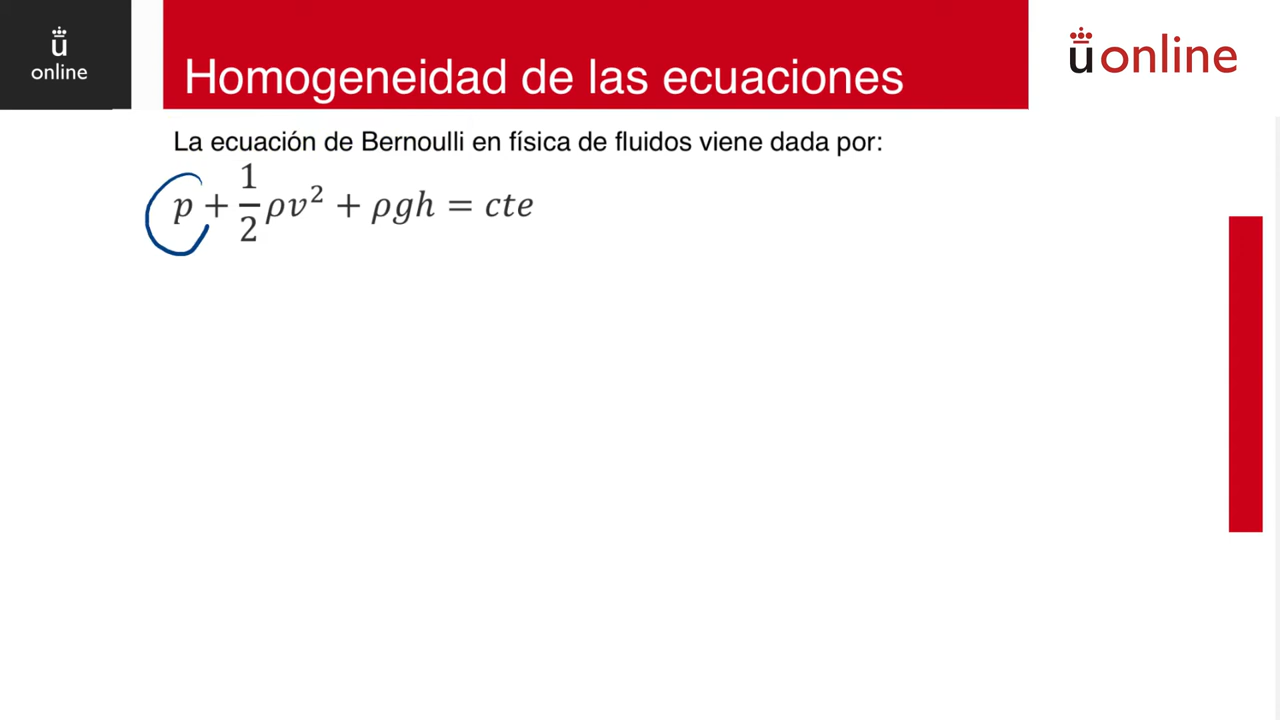 ü
online
Homogeneidad de las ecuaciones
üonline
La ecuación de Bernoulli en física de fluidos viene dada por:
p + 1/2 ρv² + ρgh = cte